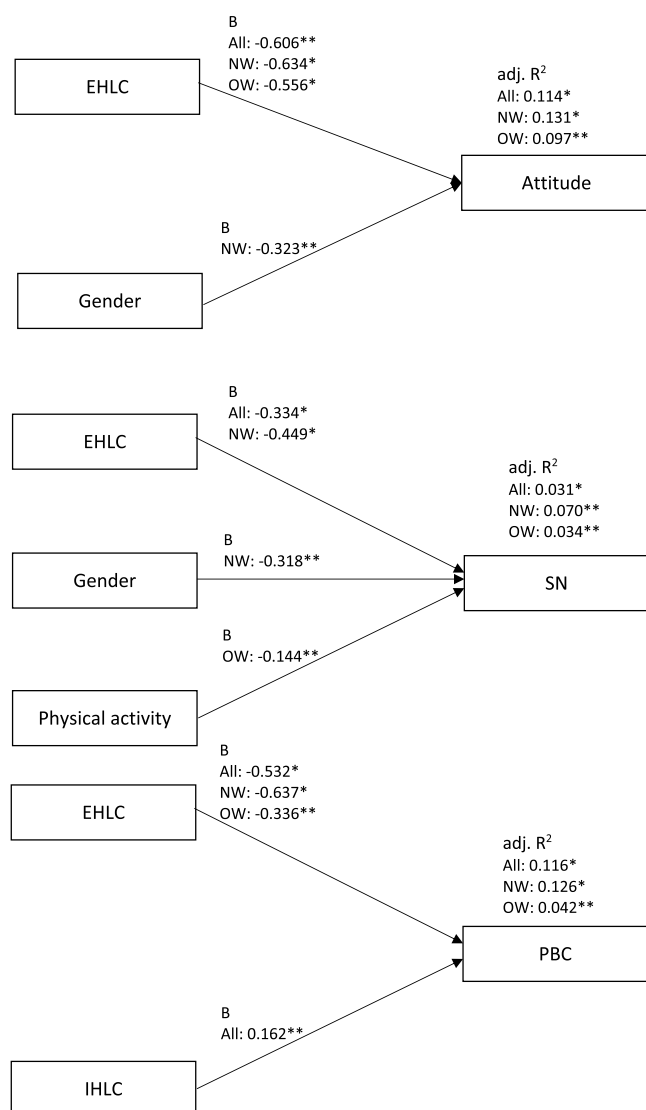 B
All: -0.606**
NW: -0.634*
OW: -0.556*
EHLC
adj. R²
All: 0.114*
NW: 0.131*
OW: 0.097**
Attitude
B
NW: -0.323**
Gender
B
All: -0.334*
NW: -0.449*
EHLC
adj. R²
All: 0.031*
NW: 0.070**
OW: 0.034**
B
NW: -0.318**
Gender
SN
B
OW: -0.144**
Physical activity
B
All: -0.532*
NW: -0.637*
OW: -0.336**
EHLC
adj. R²
All: 0.116*
NW: 0.126*
OW: 0.042**
PBC
B
All: 0.162**
IHLC